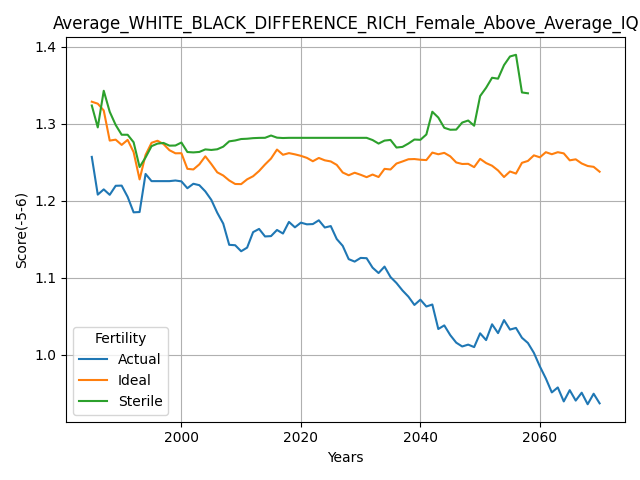 Average_WHITE_BLACK_DIFFERENCE_RICH_Female_Above_Average_IQ
1.4
1.3
1.2
1.1
1.0
Score(-5-6)
Fertility
Actual
Ideal
Sterile
2000
2020
2040
2060
Years